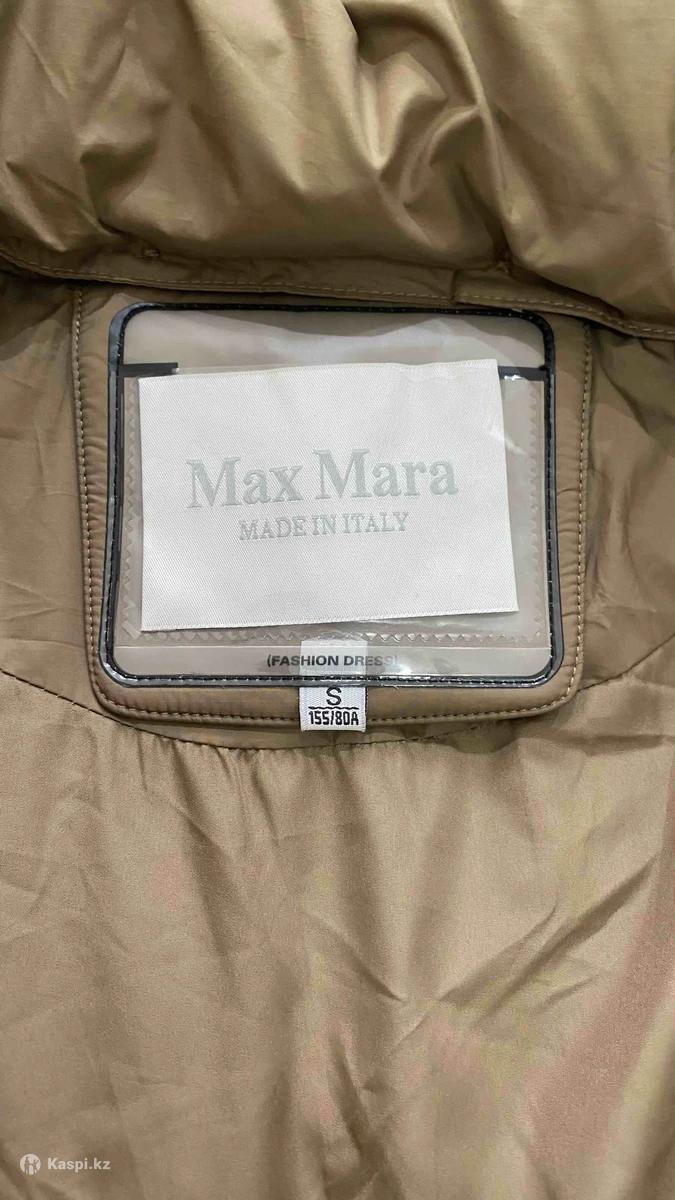 Max Mara
MADE IN ITALY
(FASHION DRESS)
S
155/80A
Kaspi.kz